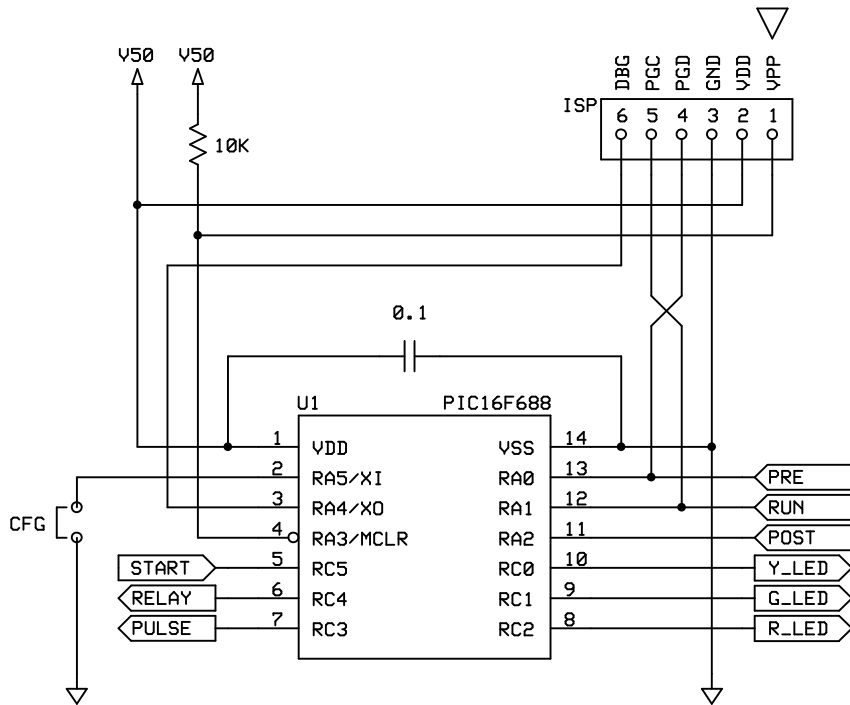 V50 V50
DBG PGC PGD GND VDD VPP
ISP
6 5 4 3 2 1
10K
0.1
U1 PIC16F688
1 VDD VSS 14
2 RA5/XI RA0 13 PRE
3 RA4/XO RA1 12 RUN
CFG
4 RA3/MCLR RA2 11 POST
START 5 RC5 RC0 10 Y_LED
RELAY 6 RC4 RC1 9 G_LED
PULSE 7 RC3 RC2 8 R_LED